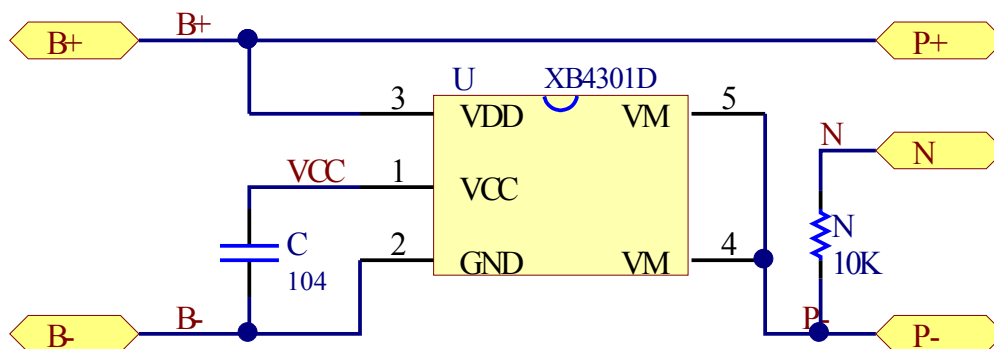 B+
B+
P+
U
XB4301D
3
VDD
VM
5
N
N
VCC
1
VCC
C
104
N
10K
2
GND
VM
4
B-
B-
P-
P-